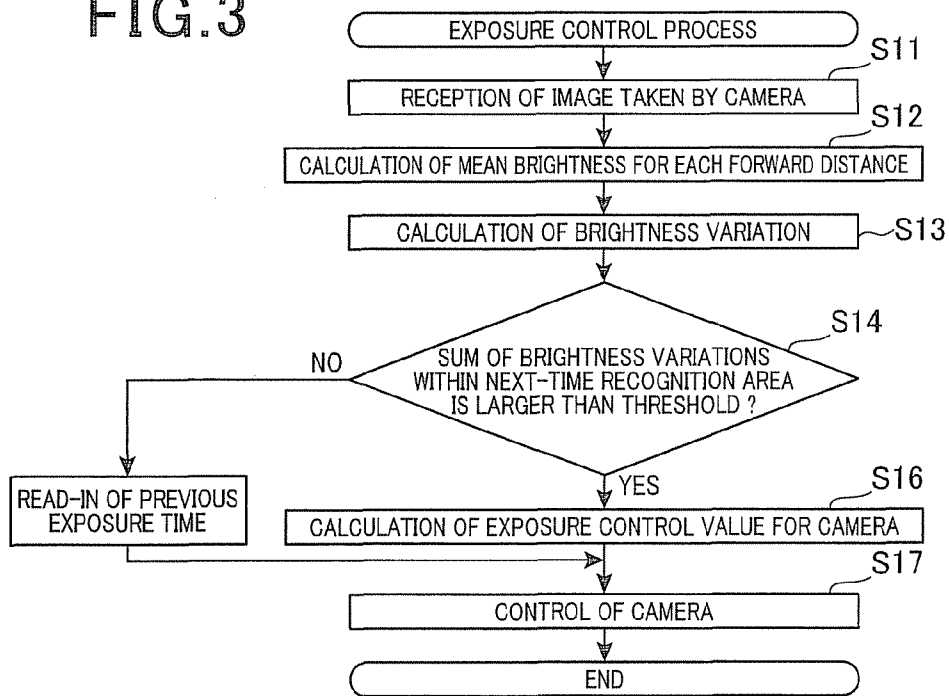 FIG.3
EXPOSURE CONTROL PROCESS
S11
RECEPTION OF IMAGE TAKEN BY CAMERA
S12
CALCULATION OF MEAN BRIGHTNESS FOR EACH FORWARD DISTANCE
CALCULATION OF BRIGHTNESS VARIATION
S13
S14
NO
SUM OF BRIGHTNESS VARIATIONS
WITHIN NEXT-TIME RECOGNITION AREA
IS LARGER THAN THRESHOLD ?
YES
READ-IN OF PREVIOUS
EXPOSURE TIME
S16
CALCULATION OF EXPOSURE CONTROL VALUE FOR CAMERA
S17
CONTROL OF CAMERA
END